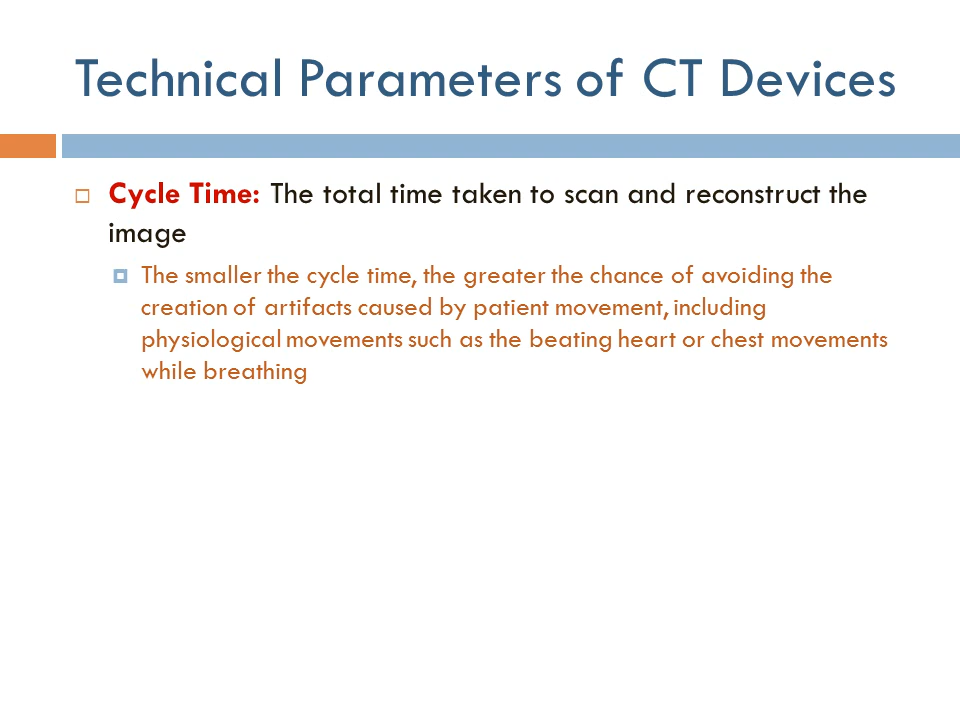 Technical Parameters of CT Devices
Cycle Time: The total time taken to scan and reconstruct the
image
The smaller the cycle time, the greater the chance of avoiding the
creation of artifacts caused by patient movement, including
physiological movements such as the beating heart or chest movements
while breathing